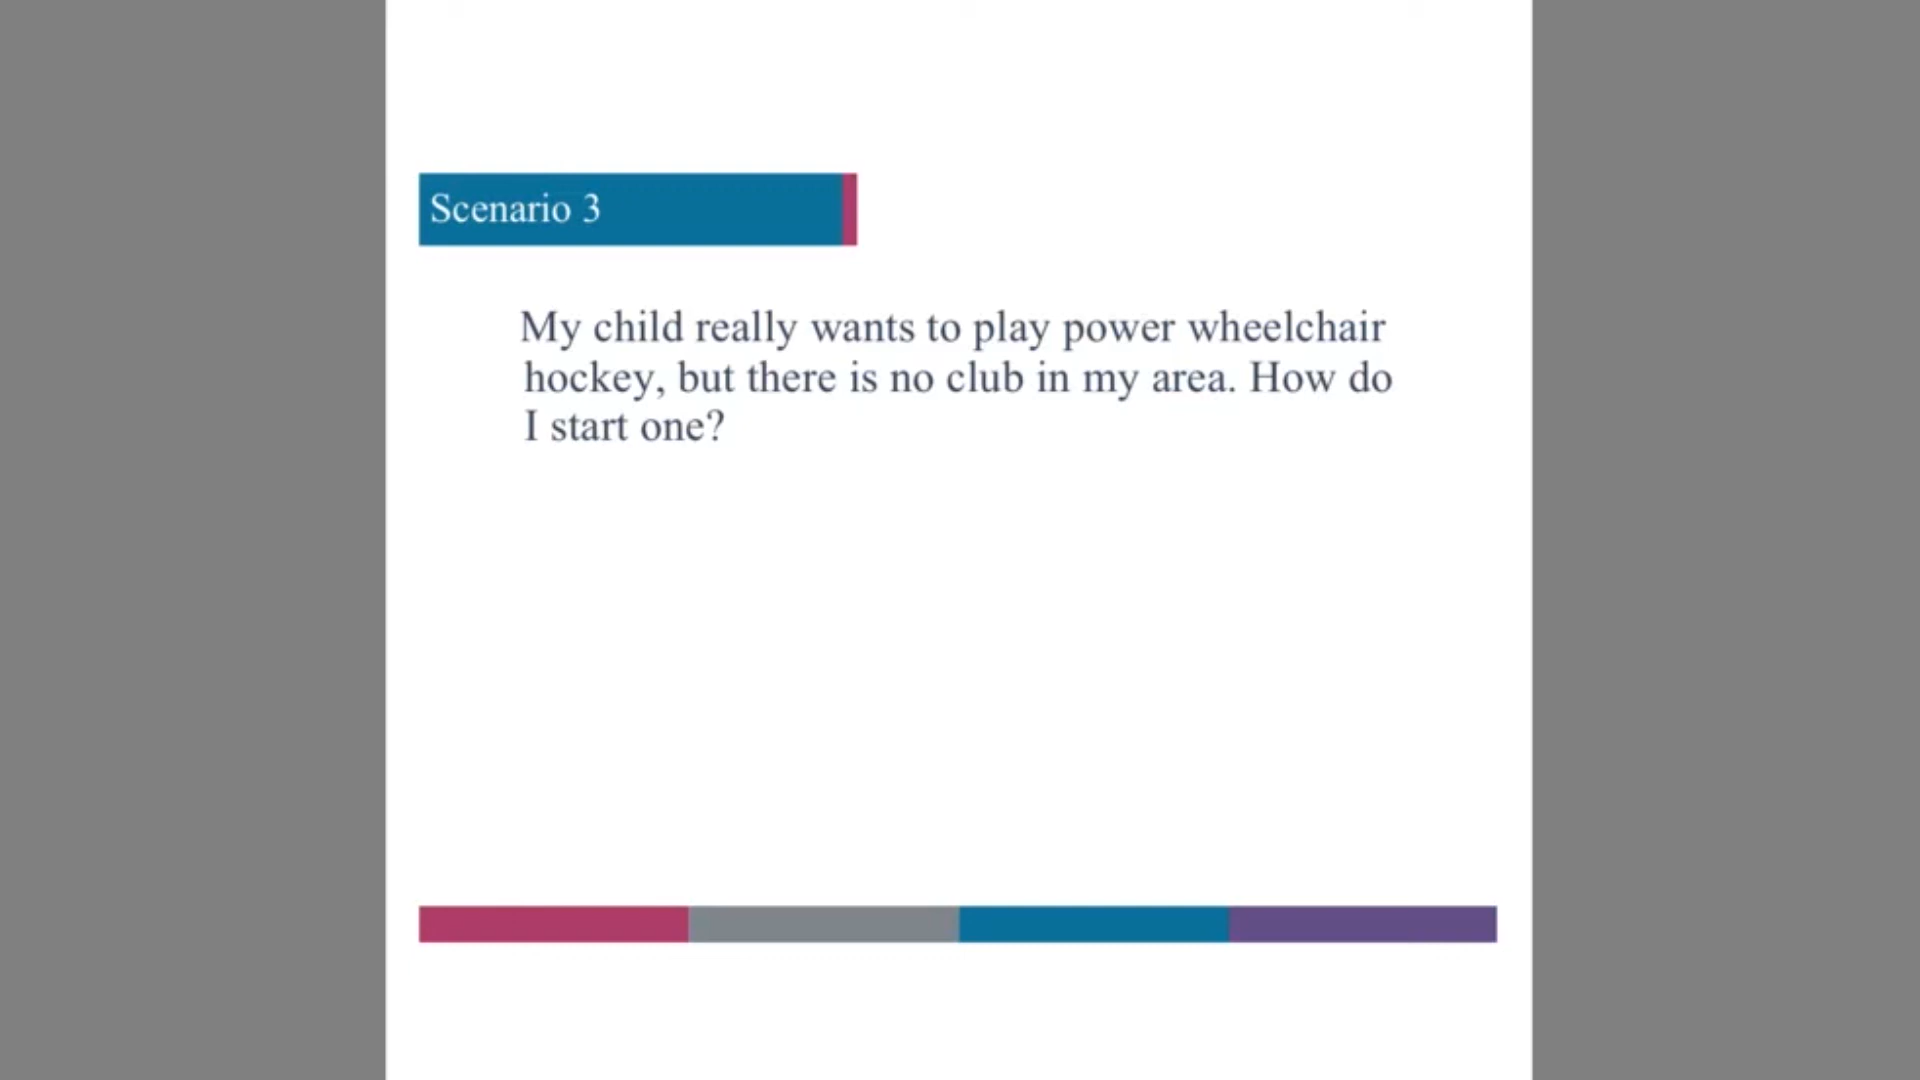 Scenario 3
My child really wants to play power wheelchair
hockey, but there is no club in my area. How do
I start one?